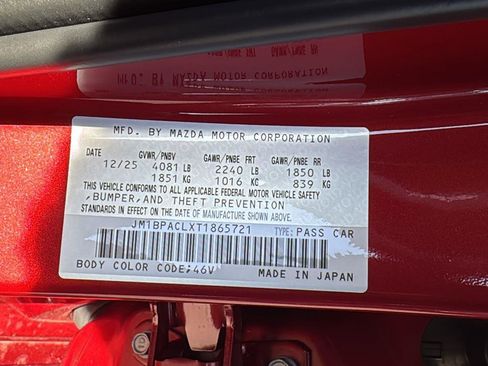 MFD. BY MAZDA MOTOR CORPORATION
DATE GVWR/PNBV GAWR/PNBE FRT GAWR/PNBE RR
12/25 4081 LB 2240 LB 1850 LB
1851 KG 1016 KG 839 KG
THIS VEHICLE CONFORMS TO ALL APPLICABLE FEDERAL MOTOR VEHICLE SAFETY
,BUMPER,AND THEFT PREVENTION
STANDARDS IN EFFECT ON THE DATE OF MANUFACTURE SHOWN ABOVE.
JM1BPACLXT1865721 TYPE: PASS CAR
BODY COLOR CODE;46V MADE IN JAPAN